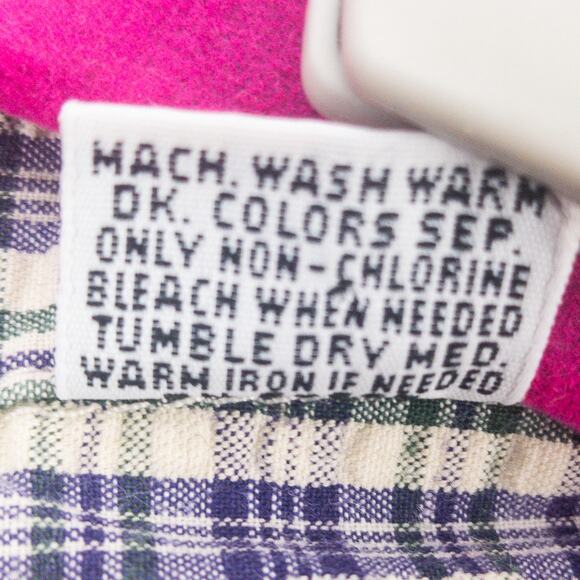 MACH. WASH WARM
DK. COLORS SEP.
ONLY NON-CHLORINE
BLEACH WHEN NEEDED
TUMBLE DRY MED.
WARM IRON IF NEEDED